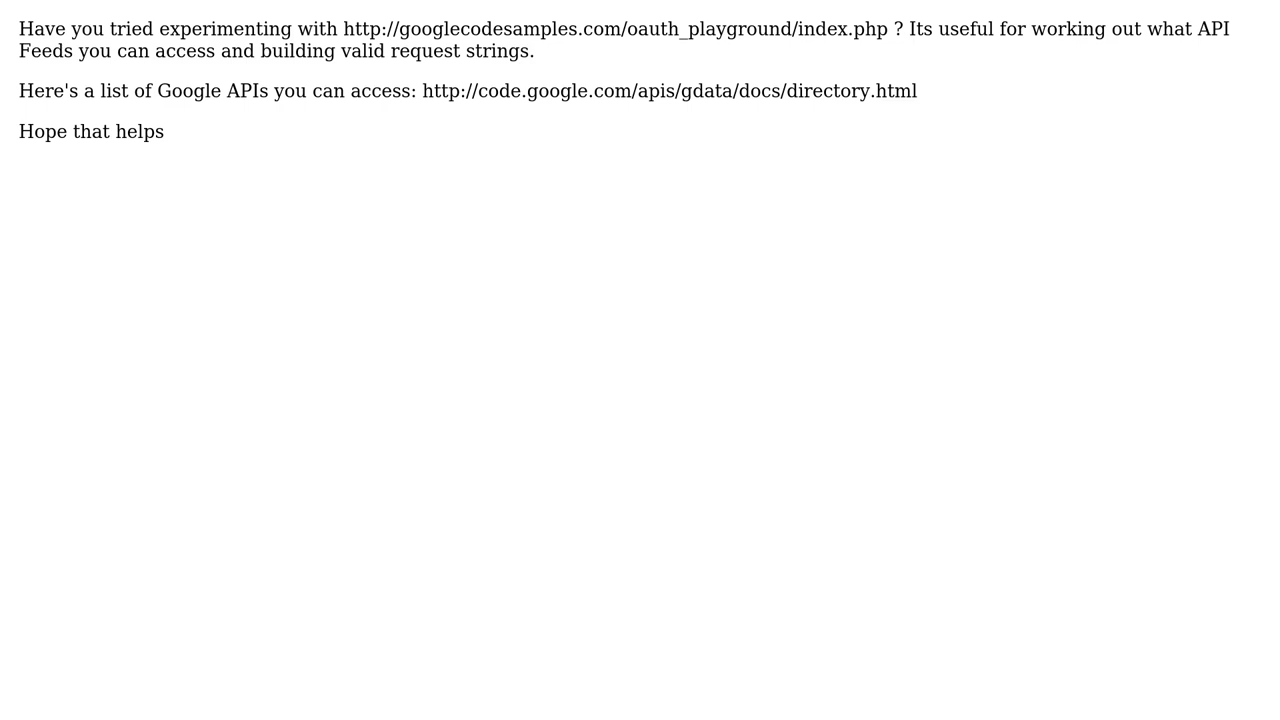 Have you tried experimenting with http://googlecodesamples.com/oauth_playground/index.php ? Its useful for working out what API
Feeds you can access and building valid request strings.
Here's a list of Google APIs you can access: http://code.google.com/apis/gdata/docs/directory.html
Hope that helps